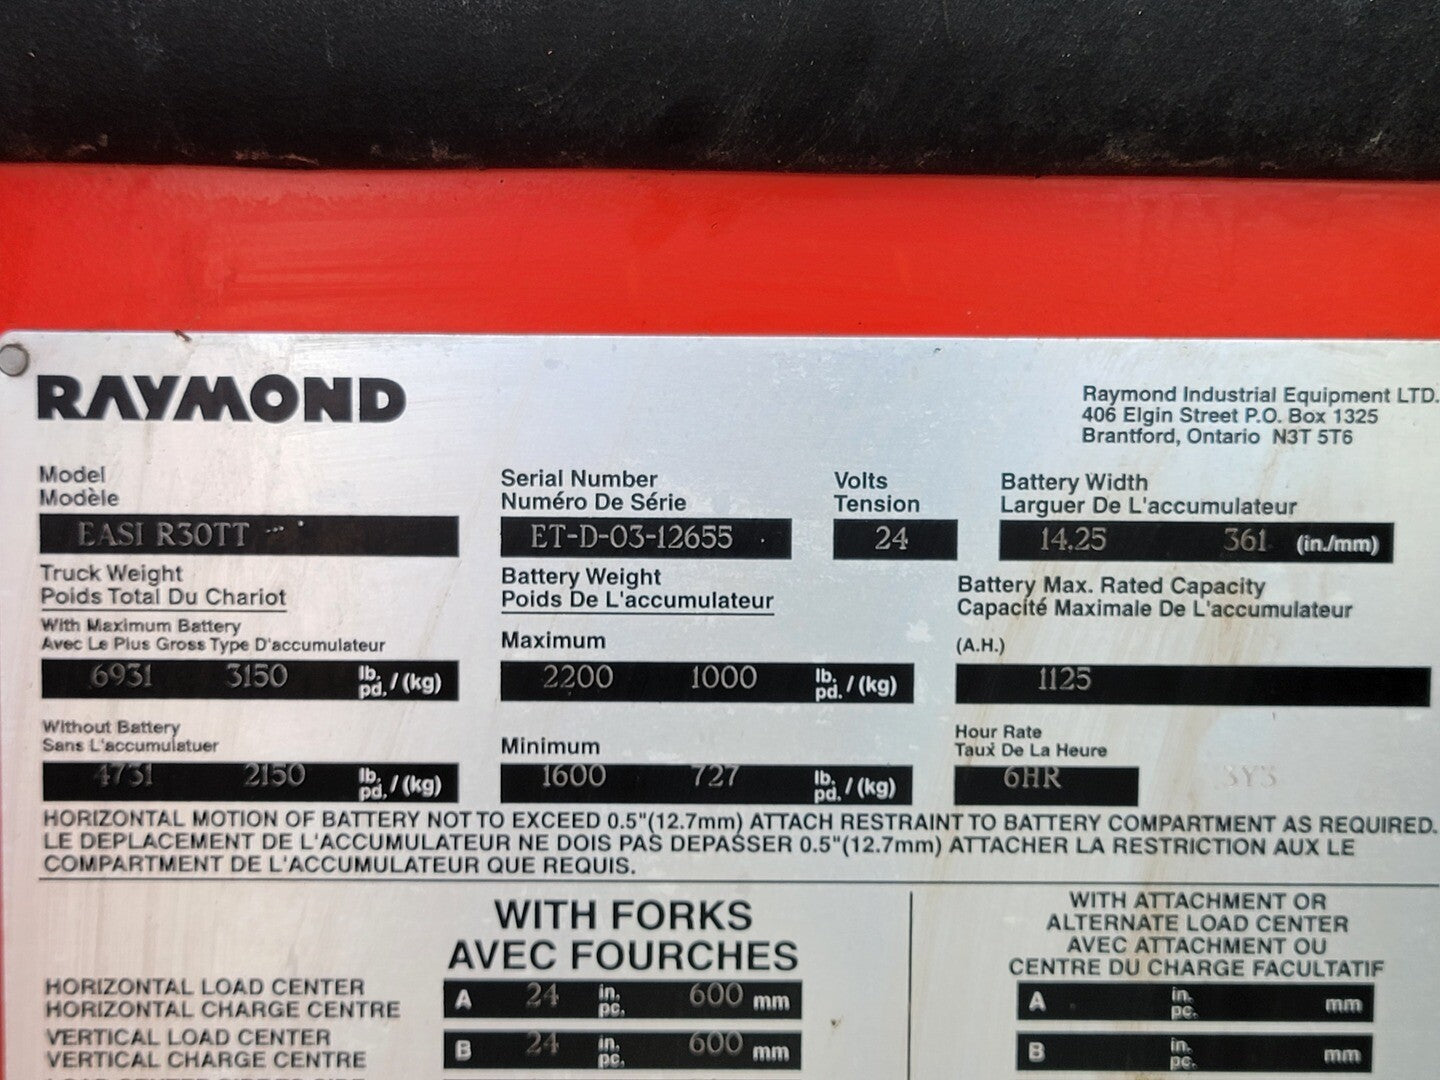 RAYMOND
Raymond Industrial Equipment LTD.
406 Elgin Street P.O. Box 1325
Brantford, Ontario N3T 5T6
Model
Modèle
EASI R30TT
Serial Number
Numéro De Série
ET-D-03-12655
Volts
Tension
24
Battery Width
Larguer De L'accumulateur
14.25 361 (in./mm)
Truck Weight
Poids Total Du Chariot
With Maximum Battery
Avec Le Plus Gross Type D'accumulateur
6931 3150 lb. pd. / (kg)
Without Battery
Sans L'accumulatuer
4731 2150 lb. pd. / (kg)
Battery Weight
Poids De L'accumulateur
Maximum
2200 1000 lb. pd. / (kg)
Minimum
1600 727 lb. pd. / (kg)
Battery Max. Rated Capacity
Capacité Maximale De L'accumulateur
(A.H.)
1125
Hour Rate
Taux De La Heure
6HR 3Y3
HORIZONTAL MOTION OF BATTERY NOT TO EXCEED 0.5"(12.7mm) ATTACH RESTRAINT TO BATTERY COMPARTMENT AS REQUIRED.
LE DEPLACEMENT DE L'ACCUMULATEUR NE DOIS PAS DEPASSER 0.5"(12.7mm) ATTACHER LA RESTRICTION AUX LE
COMPARTMENT DE L'ACCUMULATEUR QUE REQUIS.
WITH FORKS
AVEC FOURCHES
HORIZONTAL LOAD CENTER
HORIZONTAL CHARGE CENTRE
A 24 in. pc. 600 mm
VERTICAL LOAD CENTER
VERTICAL CHARGE CENTRE
B 24 in. pc. 600 mm
WITH ATTACHMENT OR
ALTERNATE LOAD CENTER
AVEC ATTACHMENT OU
CENTRE DU CHARGE FACULTATIF
A in. pc. mm
B in. pc. mm